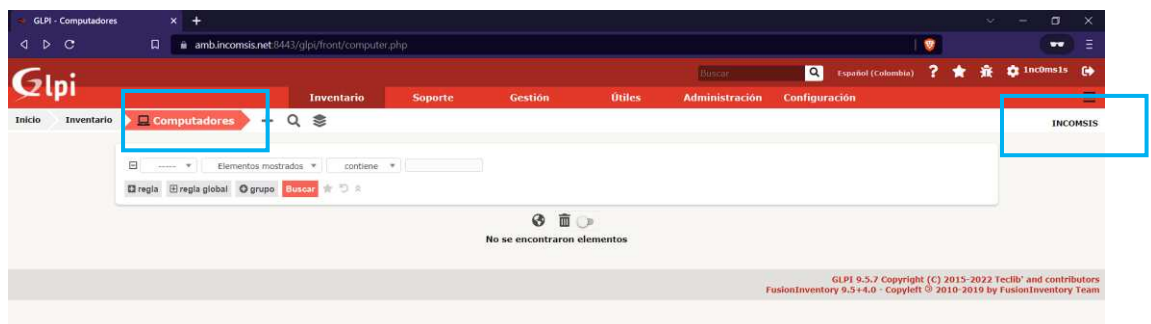 GLPI - Computadores
amb.incomsis.net:8443/glpi/front/computer.php
Glpi
Buscar
Español (Colombia)
? Inc0ms1s
Inventario Soporte Gestión Útiles Administración Configuración
Inicio Inventario Computadores
INCOMSIS
----- Elementos mostrados contiene
regla regla global grupo Buscar
No se encontraron elementos
GLPI 9.5.7 Copyright (C) 2015-2022 Teclib' and contributors
FusionInventory 9.5+4.0 - Copyleft © 2010-2019 by FusionInventory Team